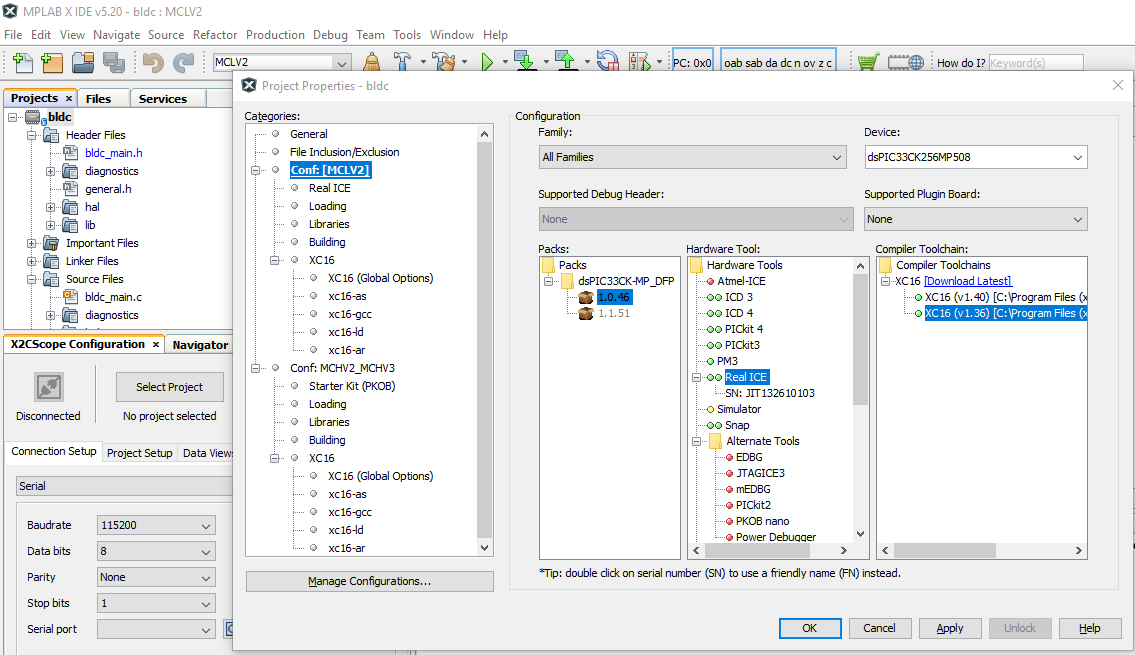 MPLAB X IDE v5.20 - bldc : MCLV2
File Edit View Navigate Source Refactor Production Debug Team Tools Window Help
MCLV2
PC: 0x0
oab sab da dc n ov z c
How do I?
Keyword(s)
Projects ×
Files
Services
bldc
Header Files
bldc_main.h
diagnostics
general.h
hal
lib
Important Files
Linker Files
Source Files
bldc_main.c
diagnostics
X2CScope Configuration ×
Navigator
Disconnected
Select Project
No project selected
Connection Setup
Project Setup
Data Views
Serial
Baudrate
115200
Data bits
8
Parity
None
Stop bits
1
Serial port
Project Properties - bldc
Categories:
General
File Inclusion/Exclusion
Conf: [MCLV2]
Real ICE
Loading
Libraries
Building
XC16
XC16 (Global Options)
xc16-as
xc16-gcc
xc16-ld
xc16-ar
Conf: MCHV2_MCHV3
Starter Kit (PKOB)
Loading
Libraries
Building
XC16
XC16 (Global Options)
xc16-as
xc16-gcc
xc16-ld
xc16-ar
Manage Configurations...
Configuration
Family:
All Families
Device:
dsPIC33CK256MP508
Supported Debug Header:
None
Supported Plugin Board:
None
Packs:
Packs
dsPIC33CK-MP_DFP
1.0.46
1.1.51
Hardware Tool:
Hardware Tools
Atmel-ICE
ICD 3
ICD 4
PICkit 4
PICkit3
PM3
Real ICE
SN: JIT132610103
Simulator
Snap
Alternate Tools
EDBG
JTAGICE3
mEDBG
PICkit2
PKOB nano
Power Debugger
Compiler Toolchain:
Compiler Toolchains
XC16 [Download Latest]
XC16 (v1.40) [C:\Program Files (x
XC16 (v1.36) [C:\Program Files (x
*Tip: double click on serial number (SN) to use a friendly name (FN) instead.
OK
Cancel
Apply
Unlock
Help